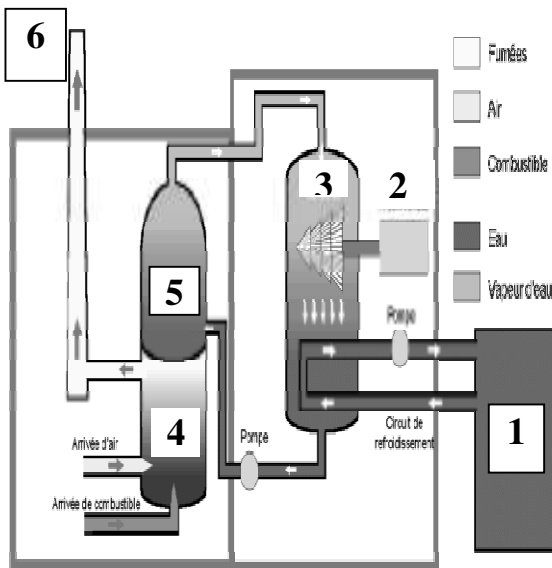 6
Fumées
Air
Combustible
Eau
Vapeur d'eau
3
2
5
Pompe
4
Arrivée d'air
Pompe
Circuit de
refroidissement
1
Arrivée de combustible